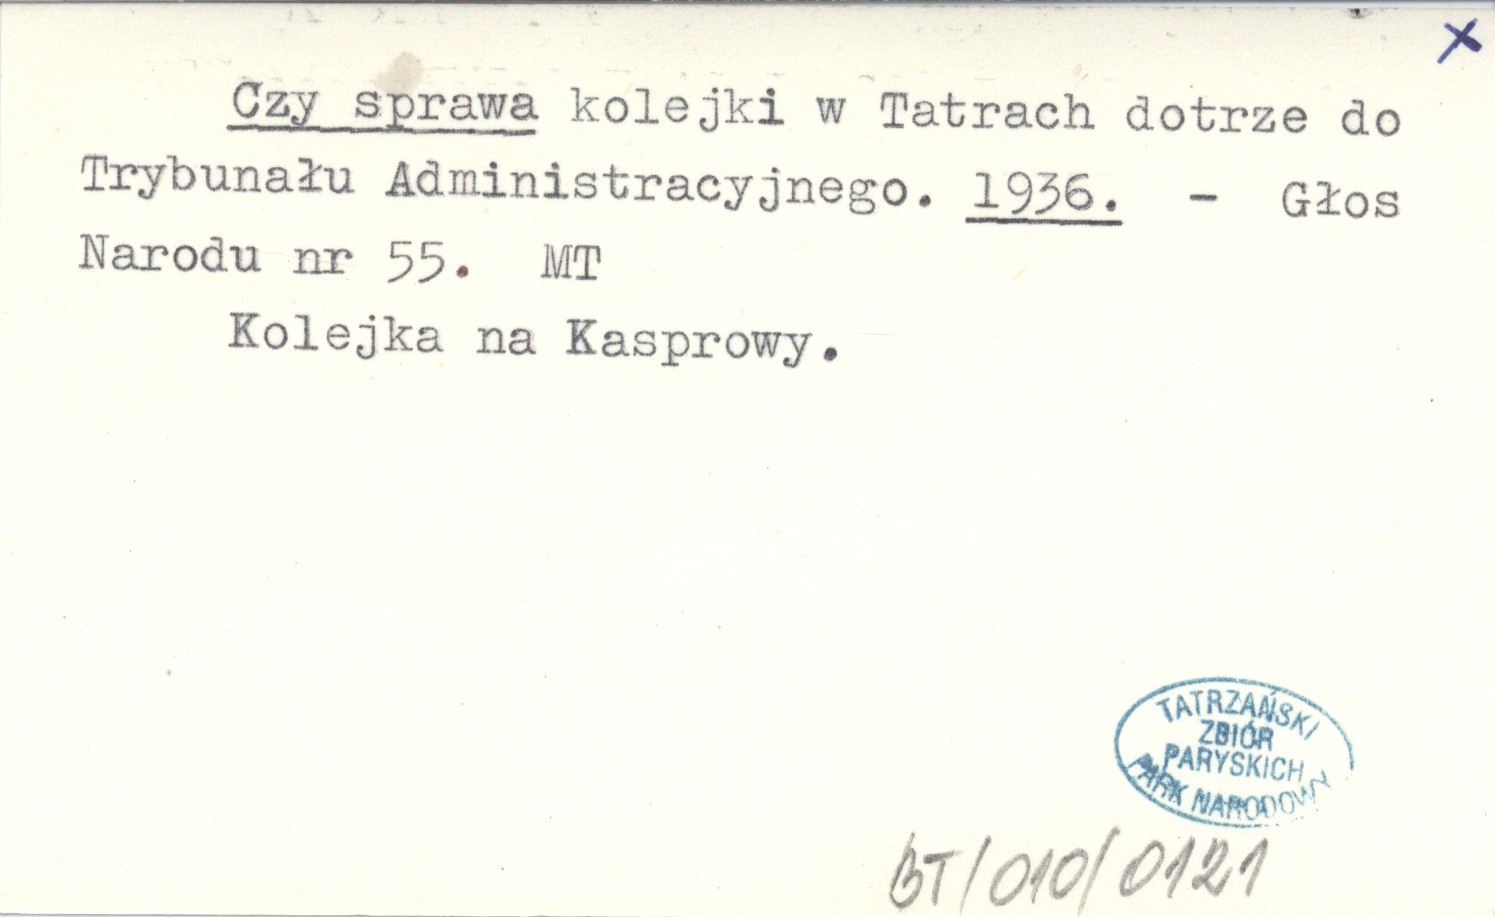 x
Czy sprawa kolejki w Tatrach dotrze do
Trybunału Administracyjnego. 1936. - Głos
Narodu nr 55. MT
Kolejka na Kasprowy.
TATRZAŃSKI
ZBIÓR
PARYSKICH
PARK NARODOWY
BT/010/0121